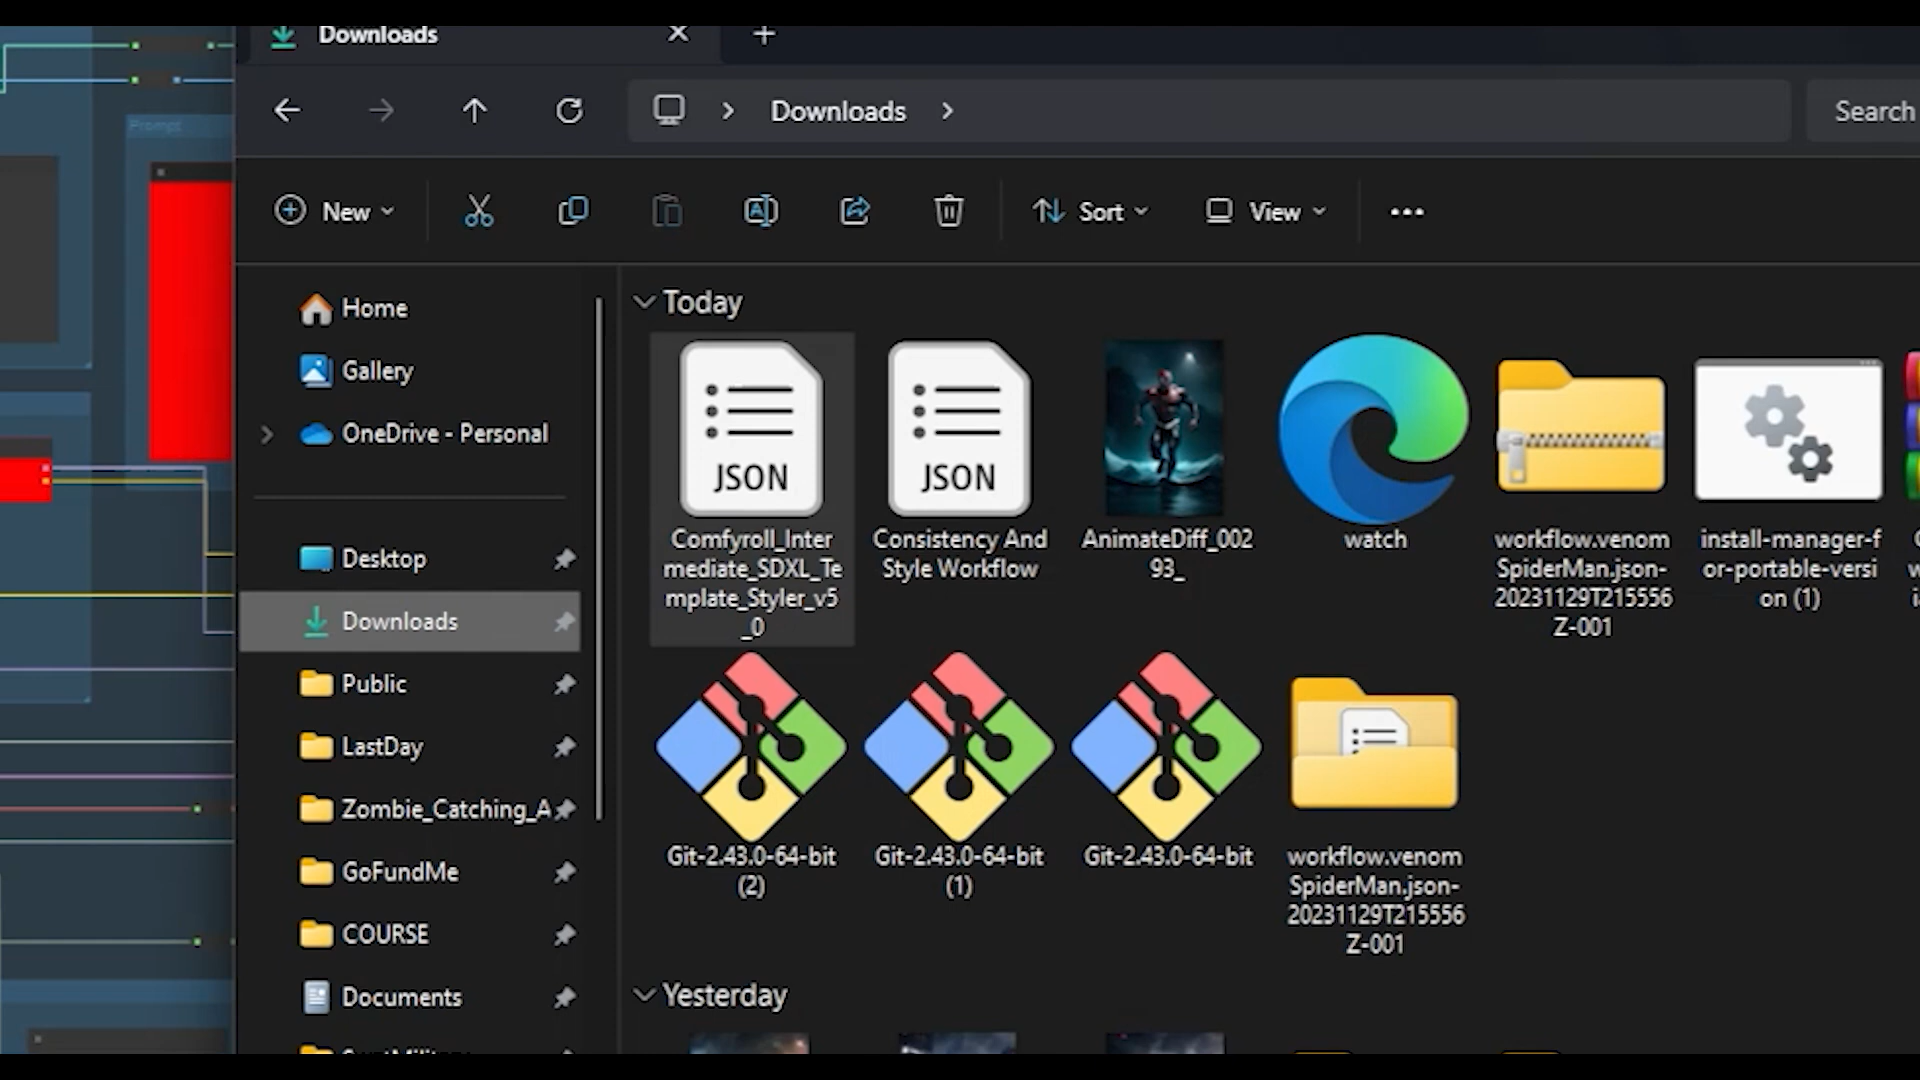 Downloads
Downloads
Search
Prompt
New
Sort
View
Home
Gallery
OneDrive - Personal
Desktop
Downloads
Public
LastDay
Zombie_Catching_A
GoFundMe
COURSE
Documents
Today
JSON
Comfyroll_Inter
mediate_SDXL_Te
mplate_Styler_v5
_0
JSON
Consistency And
Style Workflow
AnimateDiff_002
93_
watch
workflow.venom
SpiderMan.json-
20231129T215556
Z-001
install-manager-f
or-portable-versi
on (1)
Git-2.43.0-64-bit
(2)
Git-2.43.0-64-bit
(1)
Git-2.43.0-64-bit
workflow.venom
SpiderMan.json-
20231129T215556
Z-001
Yesterday